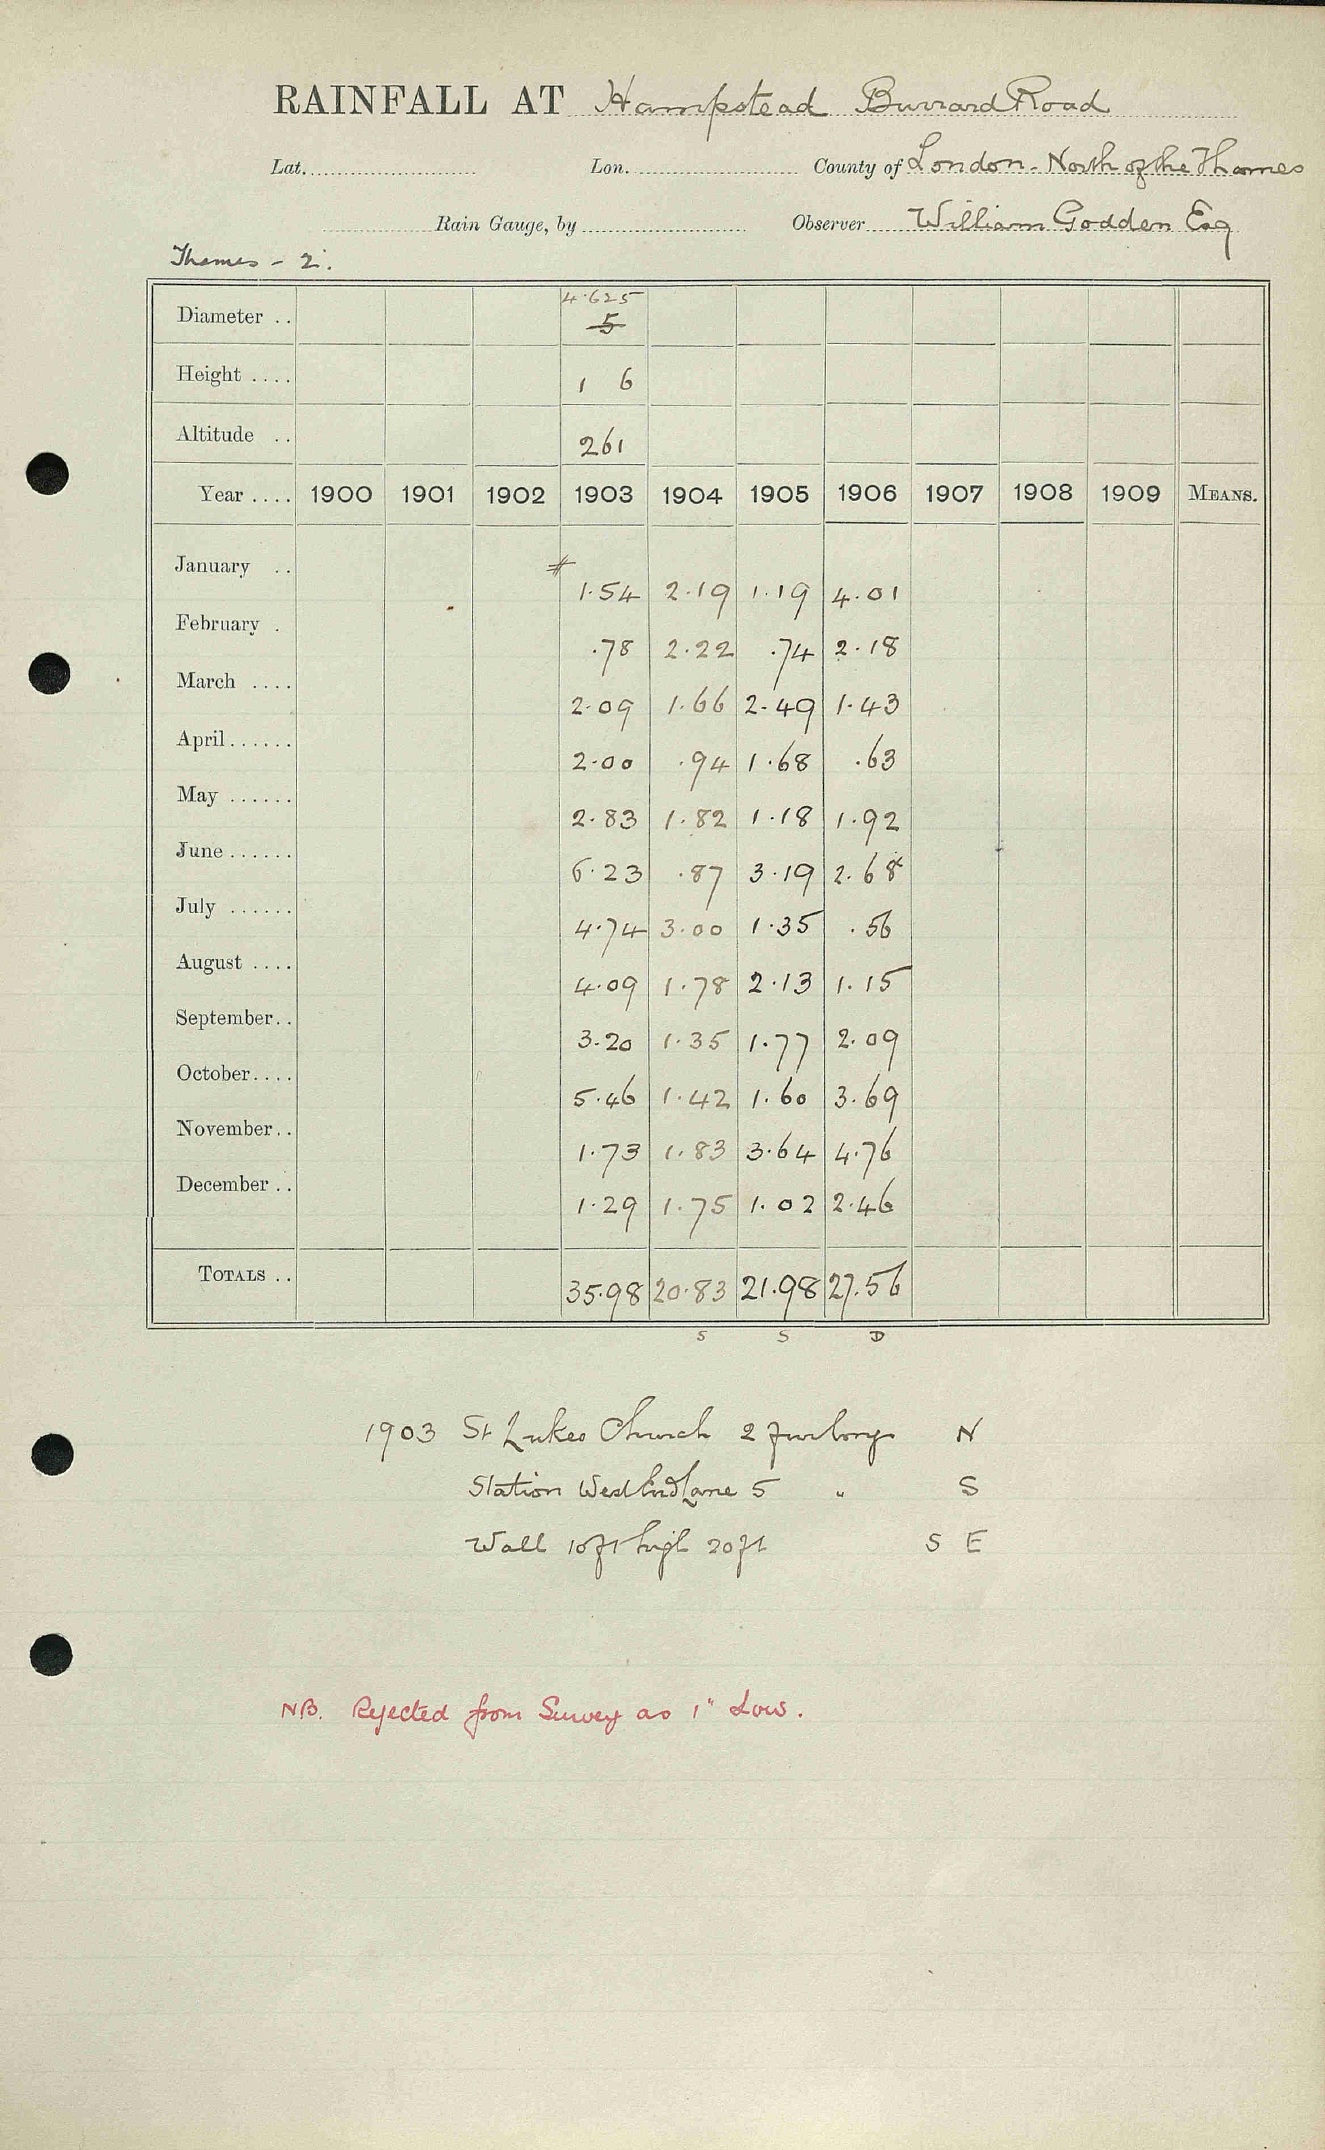 RAINFALL AT Hampstead Burrard Road
Lat. Lon. County of London - North of the Thames
Rain Gauge, by Observer William Godden Esq
Thames - 2.
4.625
Diameter .. 5
Height .... 1 6
Altitude .. 261
Year .... 1900 1901 1902 1903 1904 1905 1906 1907 1908 1909 MEANS.
January .. # 1.54 2.19 1.19 4.01
February . .78 2.22 .74 2.18
March .... 2.09 1.66 2.49 1.43
April...... 2.00 .94 1.68 .63
May ...... 2.83 1.82 1.18 1.92
June...... 6.23 .87 3.19 2.68
July ...... 4.74 3.00 1.35 .56
August .... 4.09 1.78 2.13 1.15
September.. 3.20 1.35 1.77 2.09
October.... 5.46 1.42 1.60 3.69
November.. 1.73 1.83 3.64 4.76
December .. 1.29 1.75 1.02 2.46
TOTALS .. 35.98 20.83 21.98 27.56
S S D
1903 St Lukes Church 2 furlongs N
Station West End Lane 5 " S
Wall 10ft high 20ft S E
NB. Rejected from Survey as 1" Low.